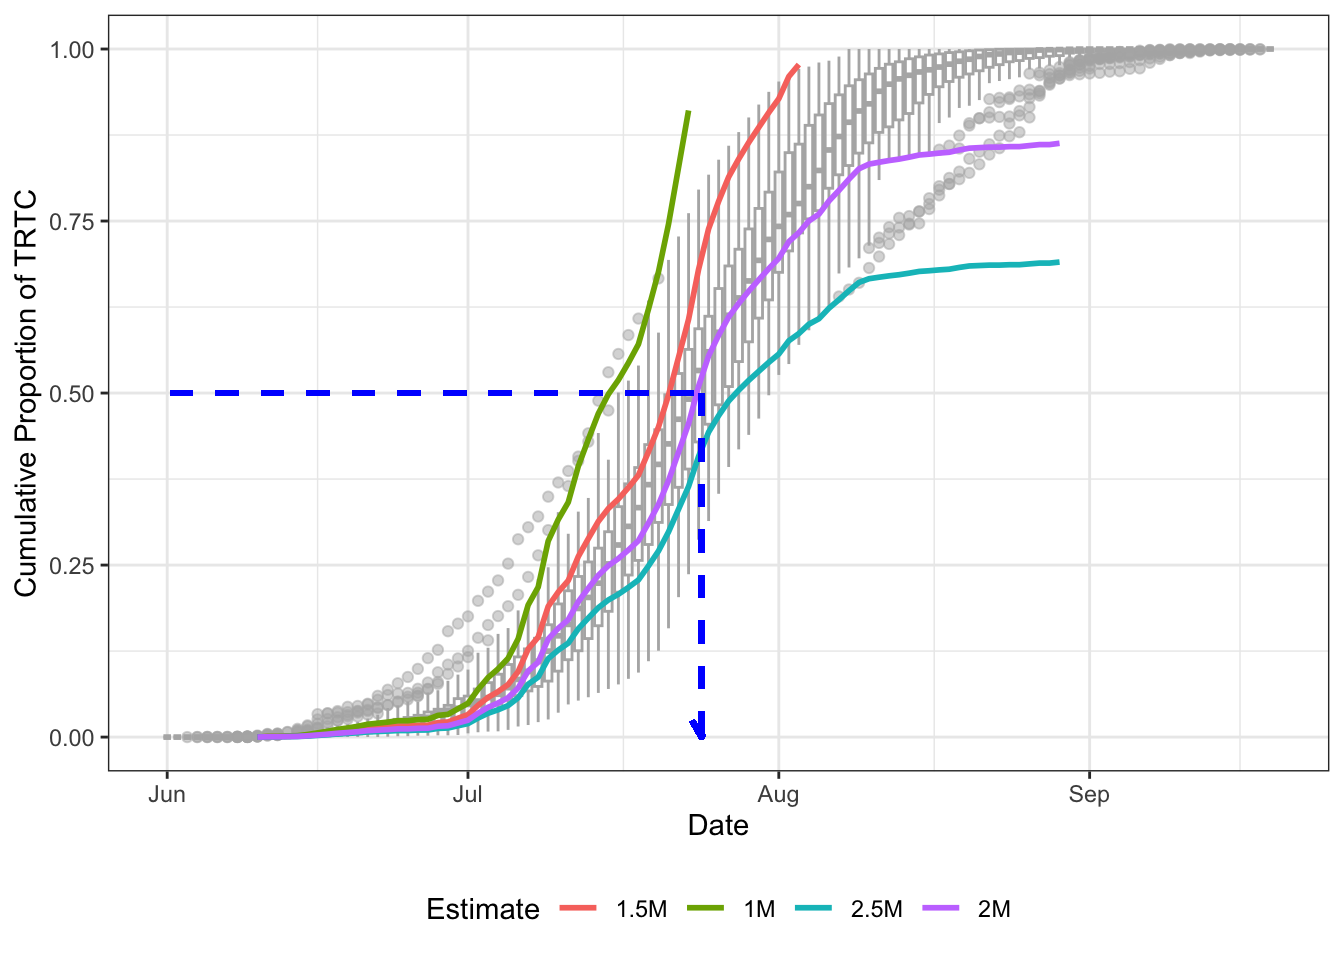 Cumulative Proportion of TRTC
1.00
0.75
0.50
0.25
0.00
Jun Jul Aug Sep
Date
Estimate 1.5M 1M 2.5M 2M